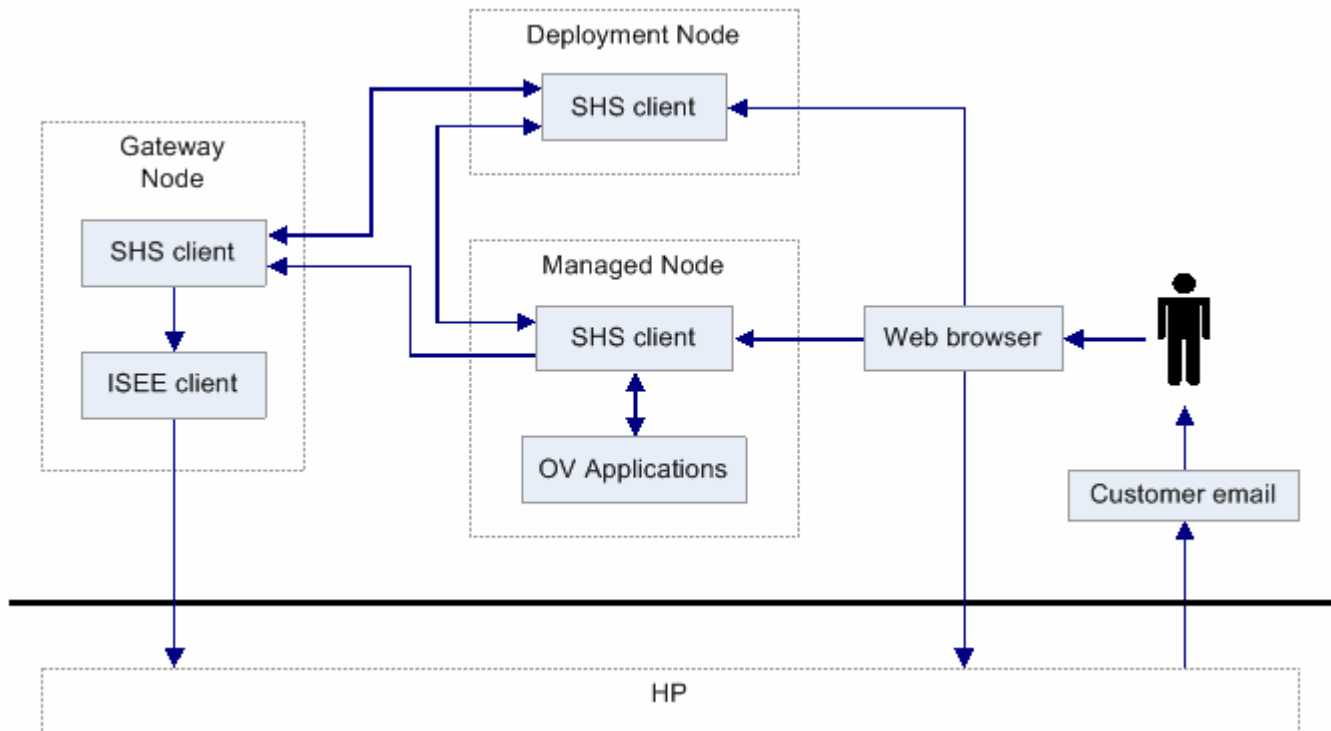 Deployment Node
SHS client
Gateway
Node
SHS client
ISEE client
Managed Node
SHS client
OV Applications
Web browser
Customer email
HP